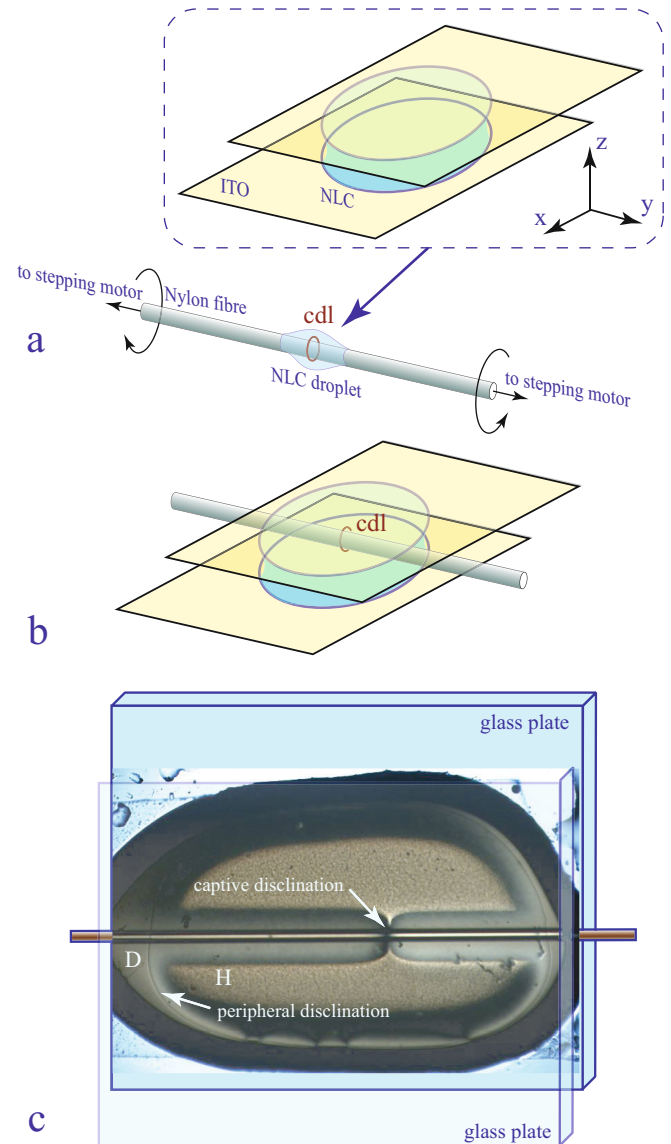 z
ITO
NLC
x
y
to stepping motor
Nylon fibre
cdl
a
NLC droplet
to stepping motor
cdl
b
glass plate
captive disclination
D
H
peripheral disclination
c
glass plate